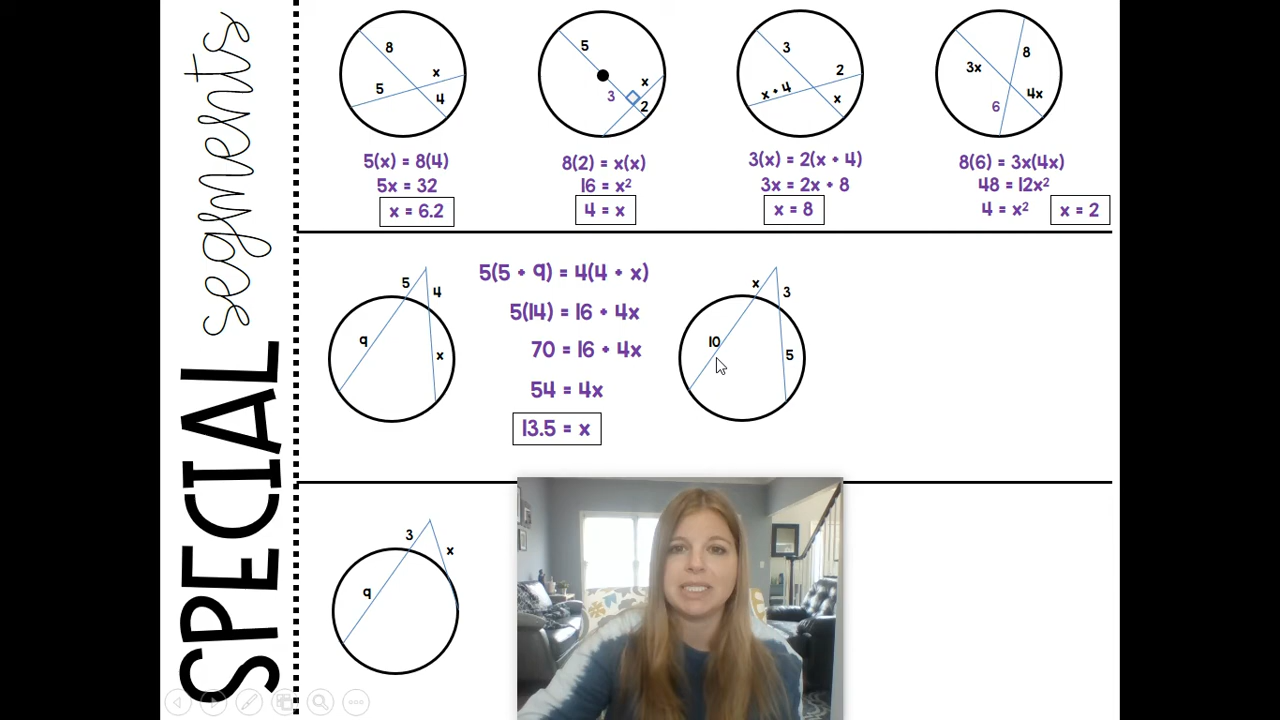 SPECIAL segments
8
x
5
4
5(x) = 8(4)
5x = 32
x = 6.2
5
x
3
2
8(2) = x(x)
16 = x²
4 = x
3
2
x + 4
x
3(x) = 2(x + 4)
3x = 2x + 8
x = 8
8
3x
4x
6
8(6) = 3x(4x)
48 = 12x²
4 = x²
x = 2
5
4
9
x
5(5 + 9) = 4(4 + x)
5(14) = 16 + 4x
70 = 16 + 4x
54 = 4x
13.5 = x
x
3
10
5
3
x
9